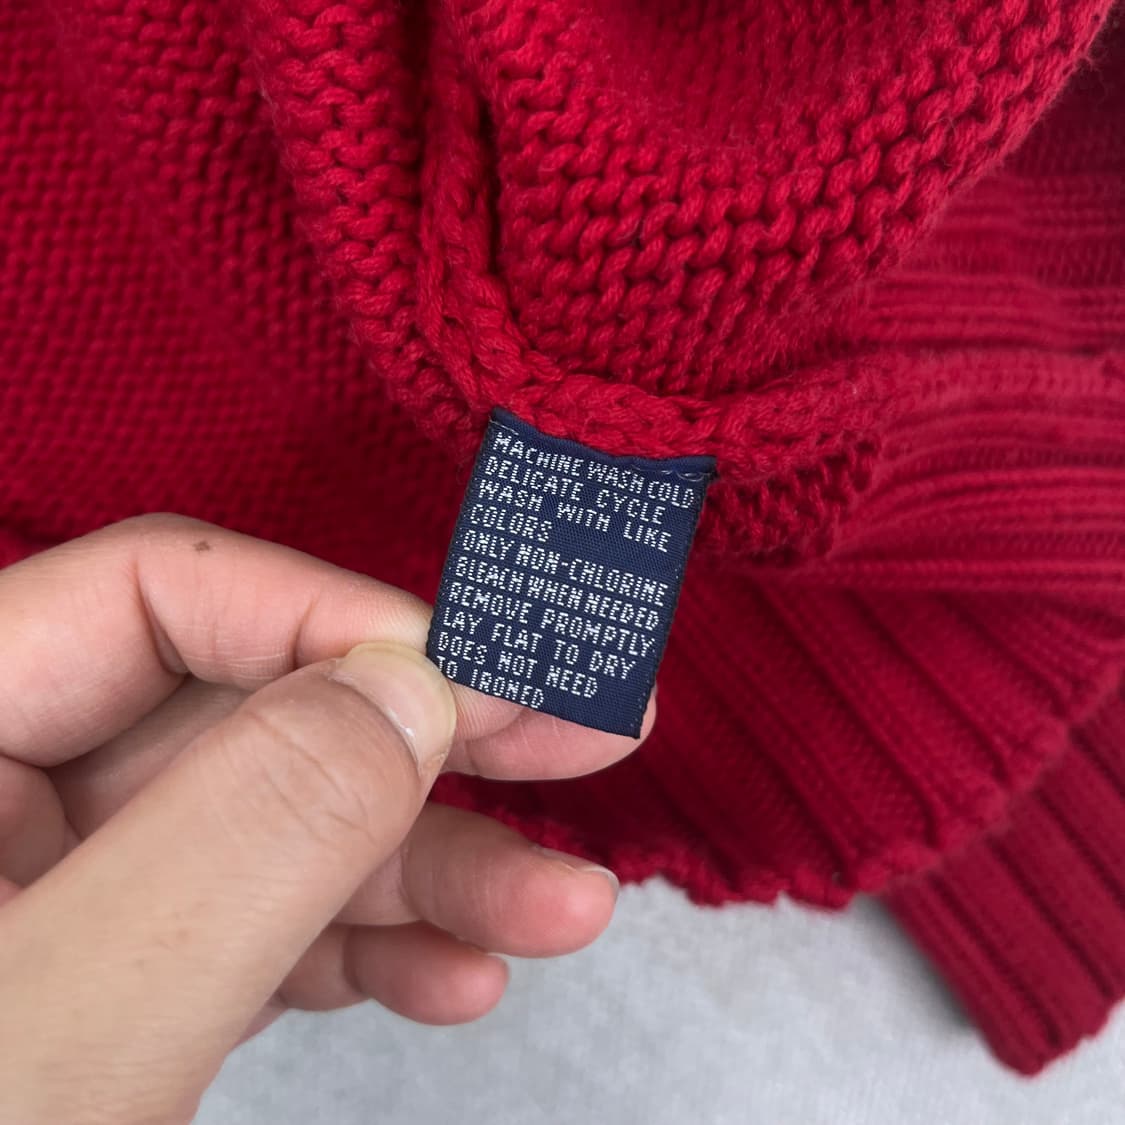 MACHINE WASH COLD
DELICATE CYCLE
WASH WITH LIKE
COLORS
ONLY NON-CHLORINE
BLEACH WHEN NEEDED
REMOVE PROMPTLY
LAY FLAT TO DRY
DOES NOT NEED
TO IRONED